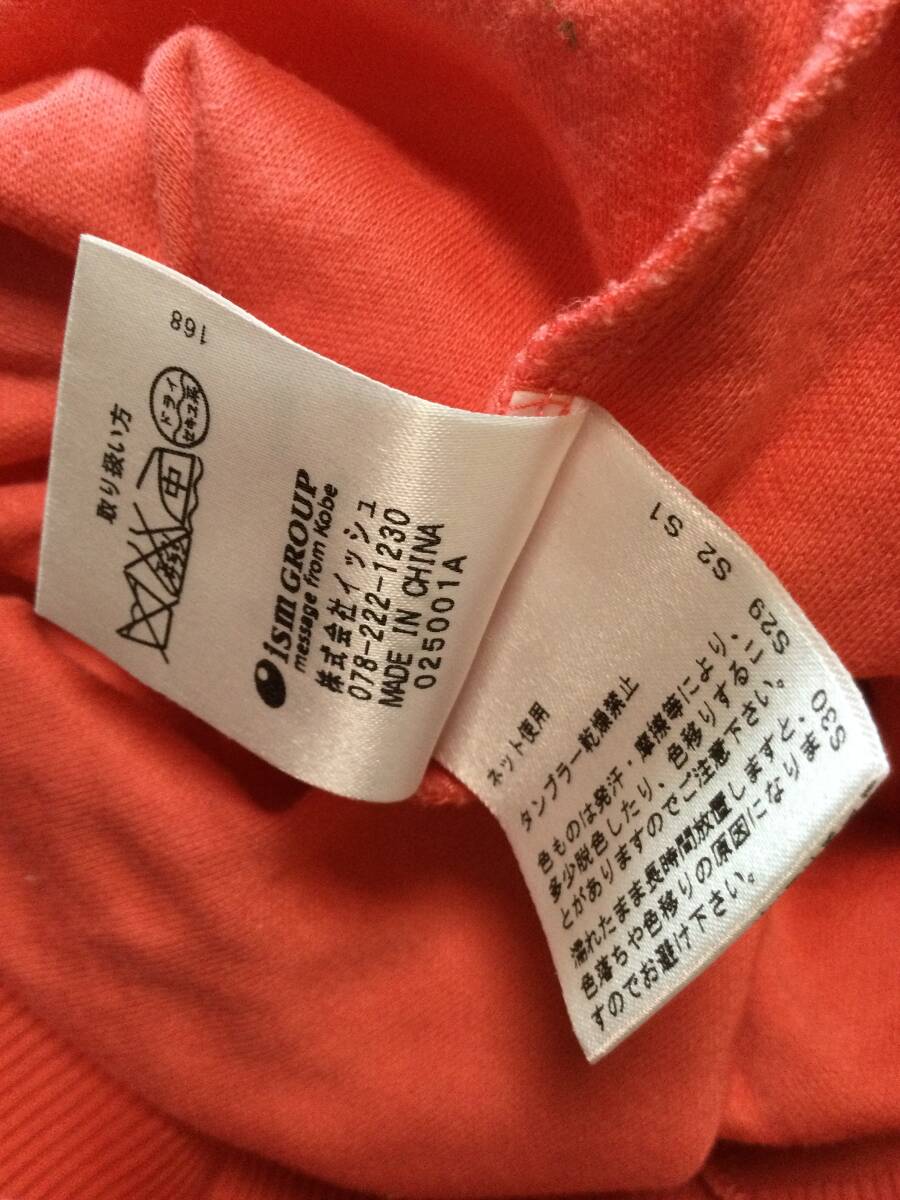 168
取り扱い方
ドライ
セキユ系
中
ism GROUP
message from Kobe
株式会社イッシュ
078-222-1230
MADE IN CHINA
025001A
S1
S2
S29
S30
ネット使用
タンブラー乾燥禁止
色ものは発汗・摩擦等により、
多少脱色したり、色移りするこ
とがありますのでご注意下さい。
濡れたまま長時間放置しますと、
色落ちや色移りの原因になりま
すのでお避け下さい。